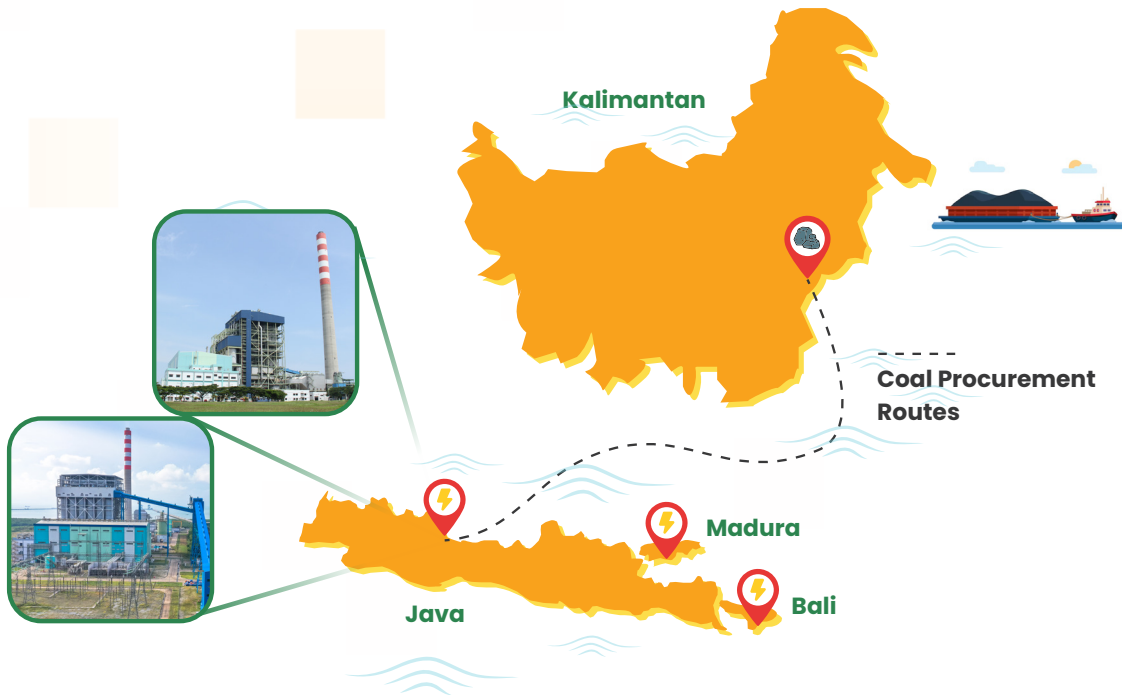 Kalimantan
Coal Procurement
Routes
Madura
Bali
Java